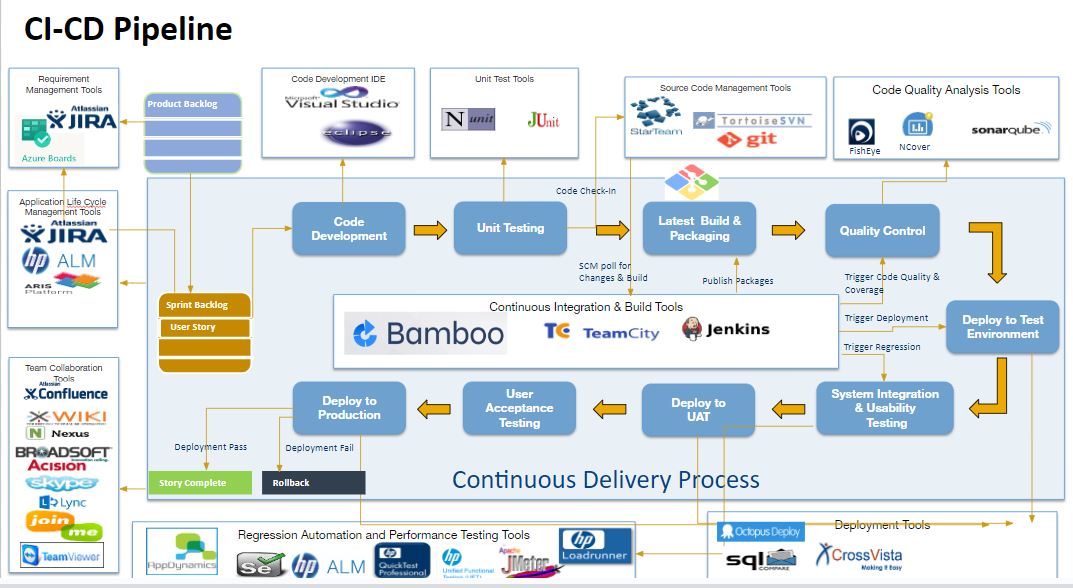 CI-CD Pipeline
Requirement
Management Tools
Atlassian
JIRA
Azure Boards
Product Backlog
Code Development IDE
Microsoft
Visual Studio
eclipse
Unit Test Tools
N unit
JUnit
Source Code Management Tools
StarTeam
TortoiseSVN
git
Code Quality Analysis Tools
FishEye
NCover
sonarqube
Application Life Cycle
Management Tools
Atlassian
JIRA
hp ALM
ARIS
Platform
Code Check-In
Code
Development
Unit Testing
Latest Build &
Packaging
Quality Control
SCM poll for
Changes & Build
Publish Packages
Trigger Code Quality &
Coverage
Sprint Backlog
User Story
Continuous Integration & Build Tools
Bamboo
TC TeamCity
Jenkins
Trigger Deployment
Trigger Regression
Deploy to Test
Environment
Team Collaboration
Tools
Atlassian
Confluence
XWIKI
N Nexus
BROADSOFT
Acision
skype
Lync
join
me
TeamViewer
Deploy to
Production
User
Acceptance
Testing
Deploy to
UAT
System Integration
& Usability
Testing
Deployment Pass
Deployment Fail
Story Complete
Rollback
Continuous Delivery Process
Regression Automation and Performance Testing Tools
AppDynamics
Se
hp ALM
hp
QuickTest
Professional
hp
Unified Functional
Apache
JMeter
hp
Loadrunner
Deployment Tools
Octopus Deploy
sql COMPARE
CrossVista
Making it Easy